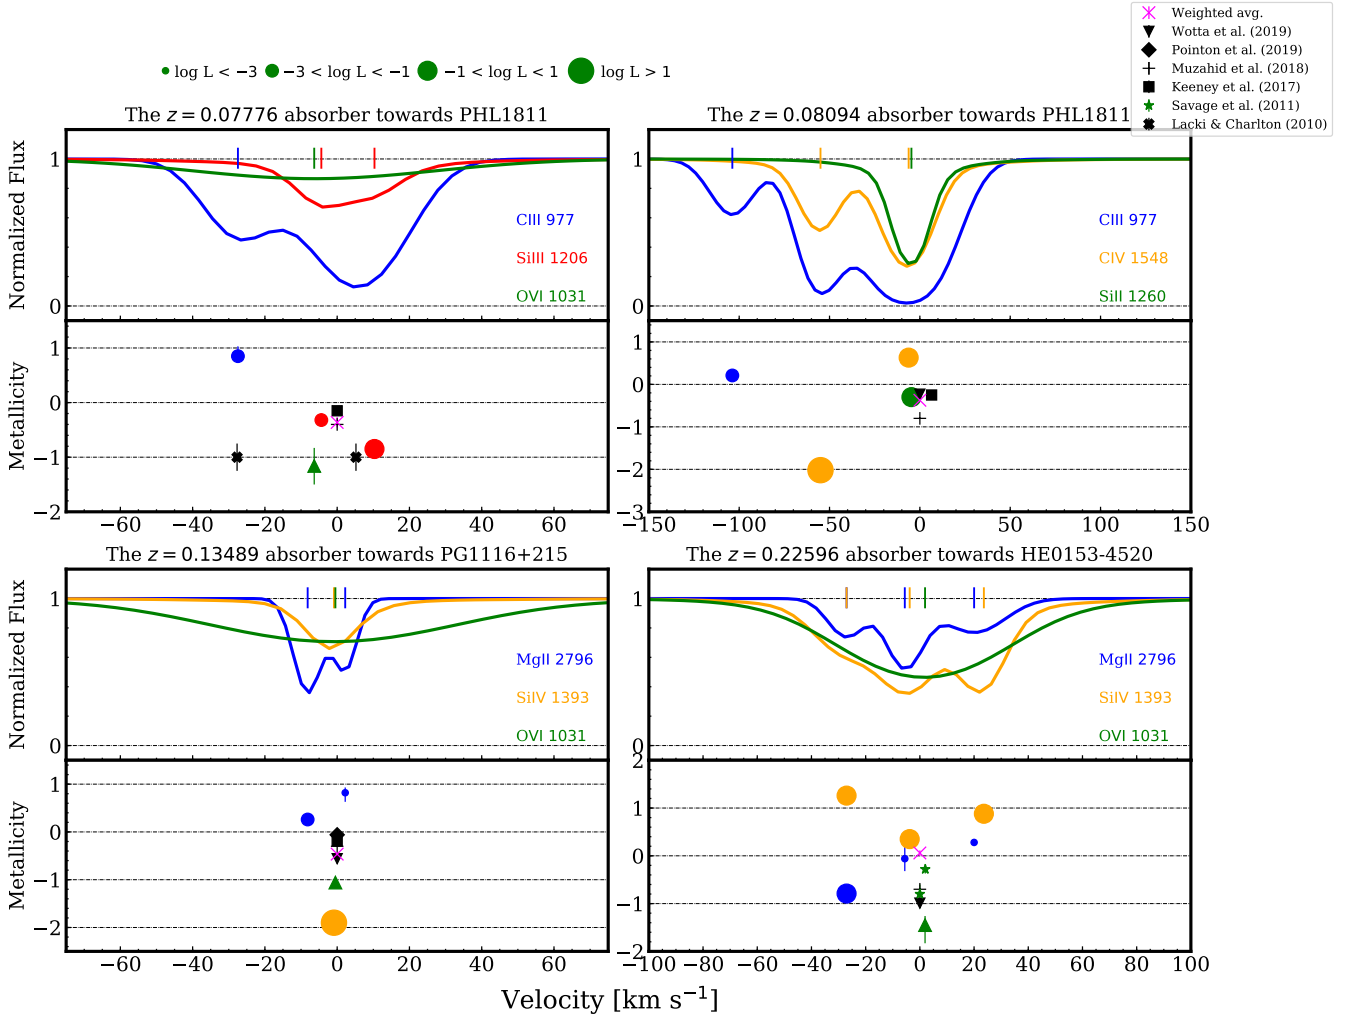 Weighted avg.
Wotta et al. (2019)
Pointon et al. (2019)
Muzahid et al. (2018)
Keeney et al. (2017)
Savage et al. (2011)
Lacki & Charlton (2010)
log L < −3 −3 < log L < −1 −1 < log L < 1 log L > 1
The z = 0.07776 absorber towards PHL1811
Normalized Flux
1
0
CIII 977
SiIII 1206
OVI 1031
Metallicity
1
0
−1
−2
−60 −40 −20 0 20 40 60
The z = 0.08094 absorber towards PHL1811
1
0
CIII 977
CIV 1548
SiII 1260
1
0
−1
−2
−3
−150 −100 −50 0 50 100 150
The z = 0.13489 absorber towards PG1116+215
Normalized Flux
1
0
MgII 2796
SiIV 1393
OVI 1031
Metallicity
1
0
−1
−2
−60 −40 −20 0 20 40 60
The z = 0.22596 absorber towards HE0153-4520
1
0
MgII 2796
SiIV 1393
OVI 1031
2
1
0
−1
−2
−100 −80 −60 −40 −20 0 20 40 60 80 100
Velocity [km s⁻¹]